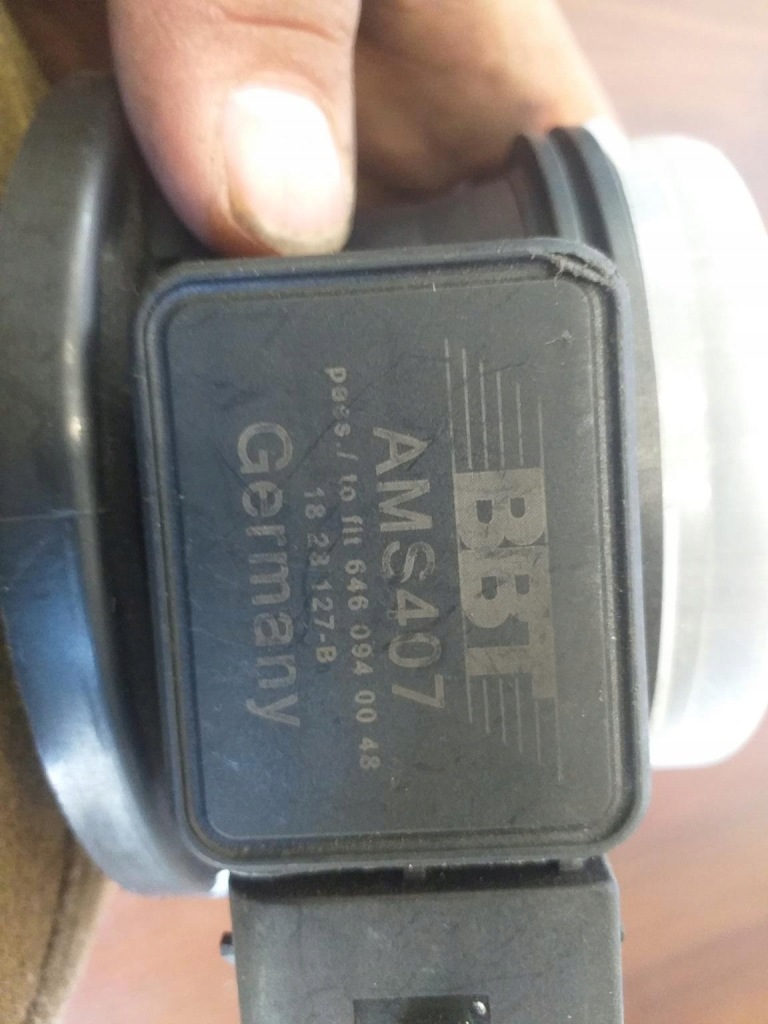 BBT
AMS407
pass./ to fit 646 094 00 48
18 23 127-B
Germany